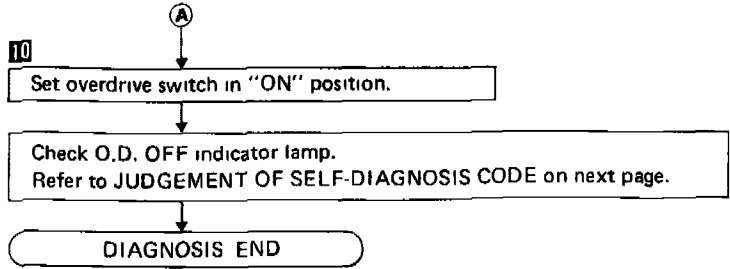 A
10
Set overdrive switch in "ON" position.
Check O.D. OFF indicator lamp.
Refer to JUDGEMENT OF SELF-DIAGNOSIS CODE on next page.
DIAGNOSIS END